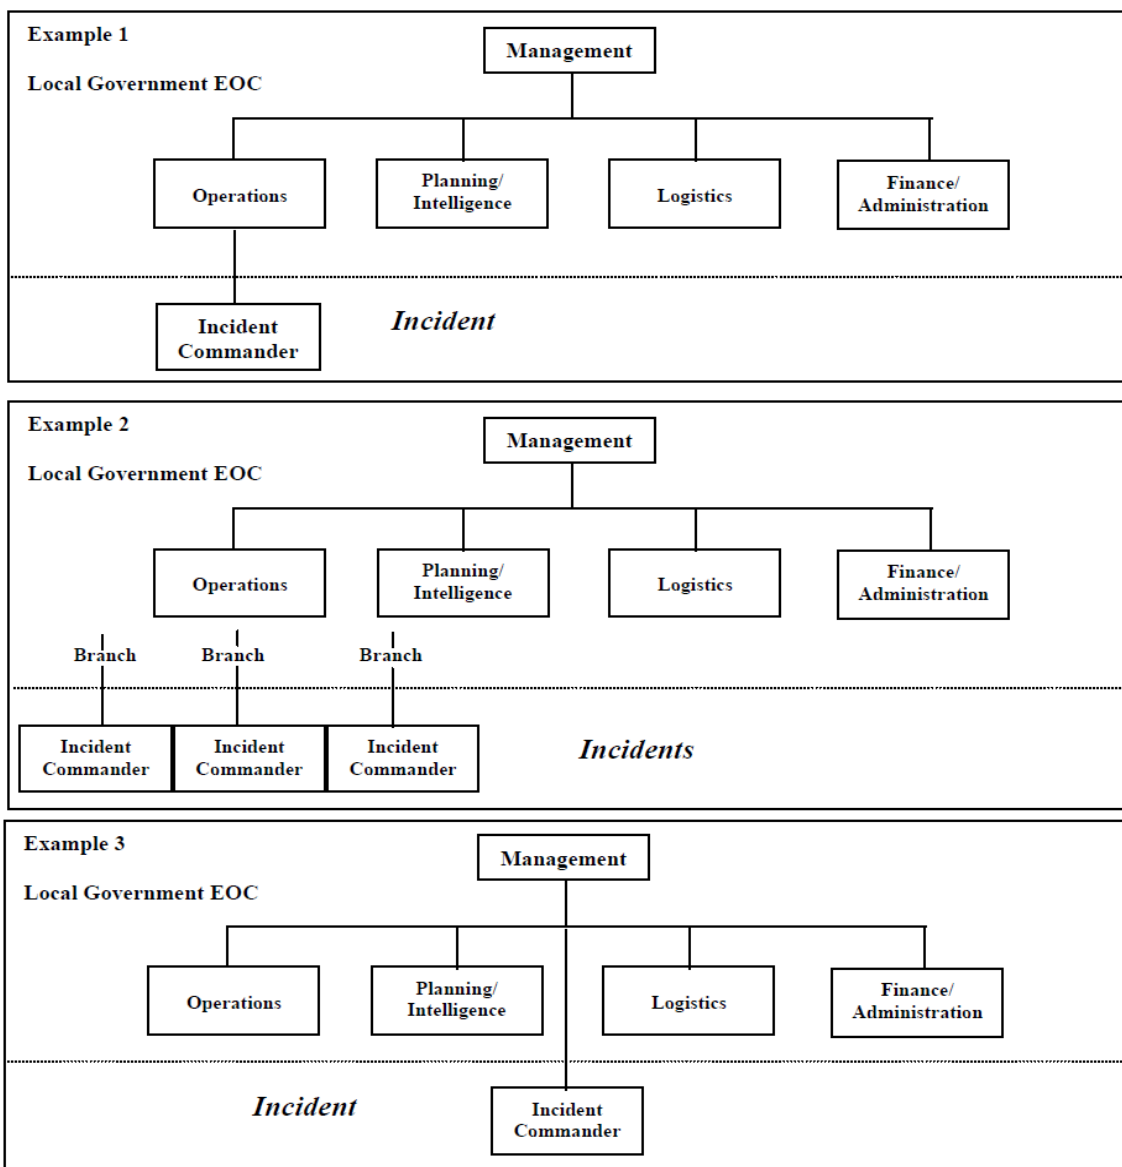 Example 1
Management
Local Government EOC
Operations
Planning/
Intelligence
Logistics
Finance/
Administration
Incident
Commander
Incident
Example 2
Management
Local Government EOC
Operations
Planning/
Intelligence
Logistics
Finance/
Administration
Branch
Branch
Branch
Incident
Commander
Incident
Commander
Incident
Commander
Incidents
Example 3
Management
Local Government EOC
Operations
Planning/
Intelligence
Logistics
Finance/
Administration
Incident
Incident
Commander